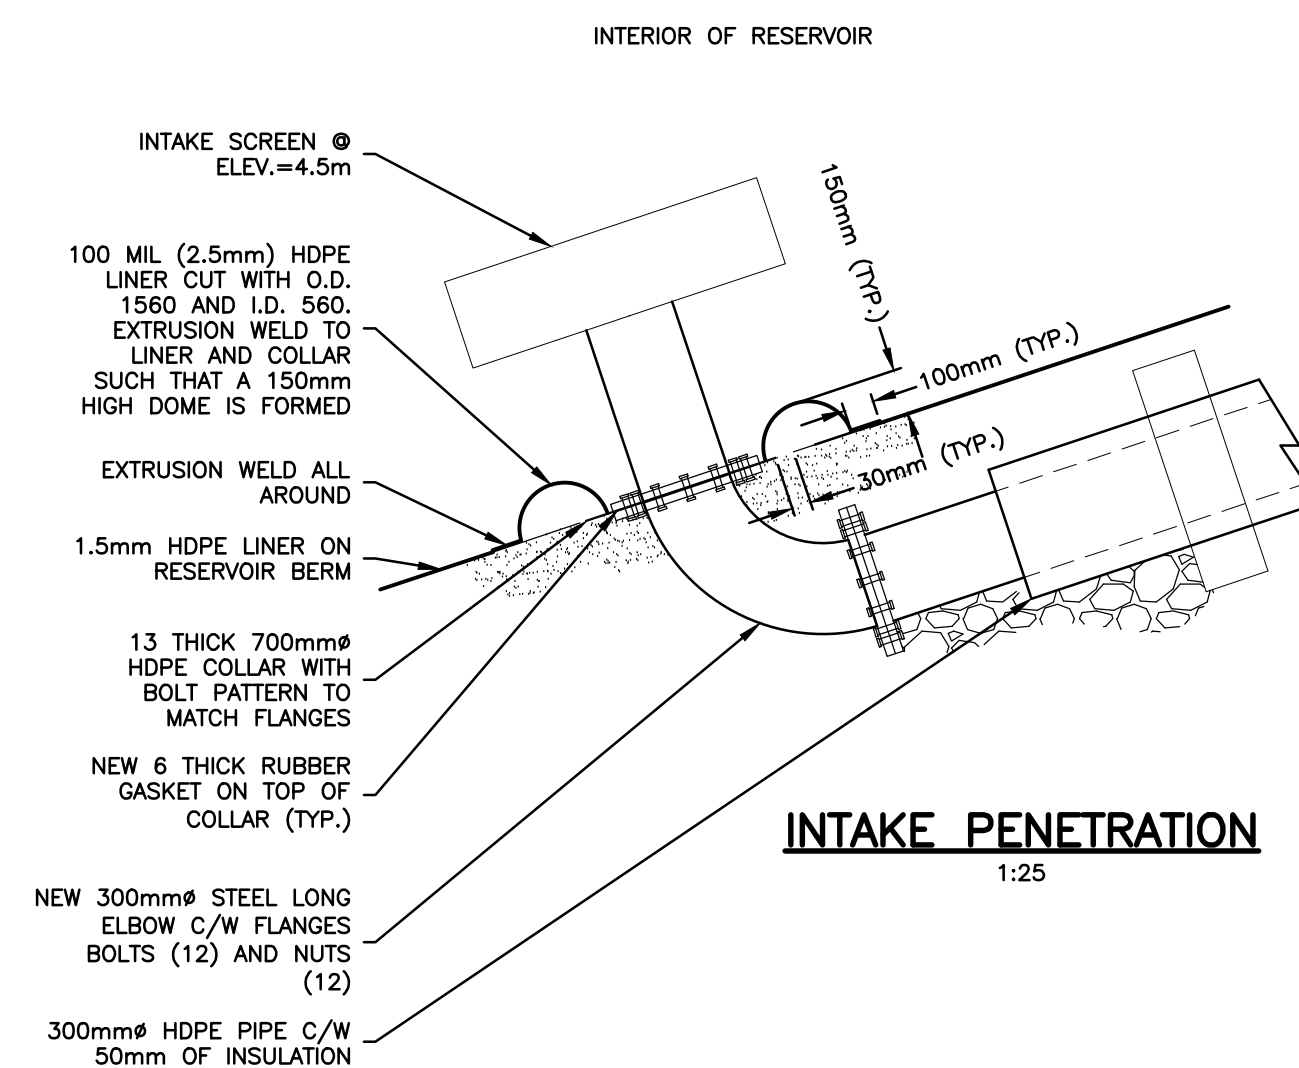 INTERIOR OF RESERVOIR
INTAKE SCREEN @
ELEV.=4.5m
100 MIL (2.5mm) HDPE
LINER CUT WITH O.D.
1560 AND I.D. 560.
EXTRUSION WELD TO
LINER AND COLLAR
SUCH THAT A 150mm
HIGH DOME IS FORMED
EXTRUSION WELD ALL
AROUND
1.5mm HDPE LINER ON
RESERVOIR BERM
13 THICK 700mmø
HDPE COLLAR WITH
BOLT PATTERN TO
MATCH FLANGES
NEW 6 THICK RUBBER
GASKET ON TOP OF
COLLAR (TYP.)
NEW 300mmø STEEL LONG
ELBOW C/W FLANGES
BOLTS (12) AND NUTS
(12)
300mmø HDPE PIPE C/W
50mm OF INSULATION
150mm (TYP.)
100mm (TYP.)
30mm (TYP.)
INTAKE PENETRATION
1:25